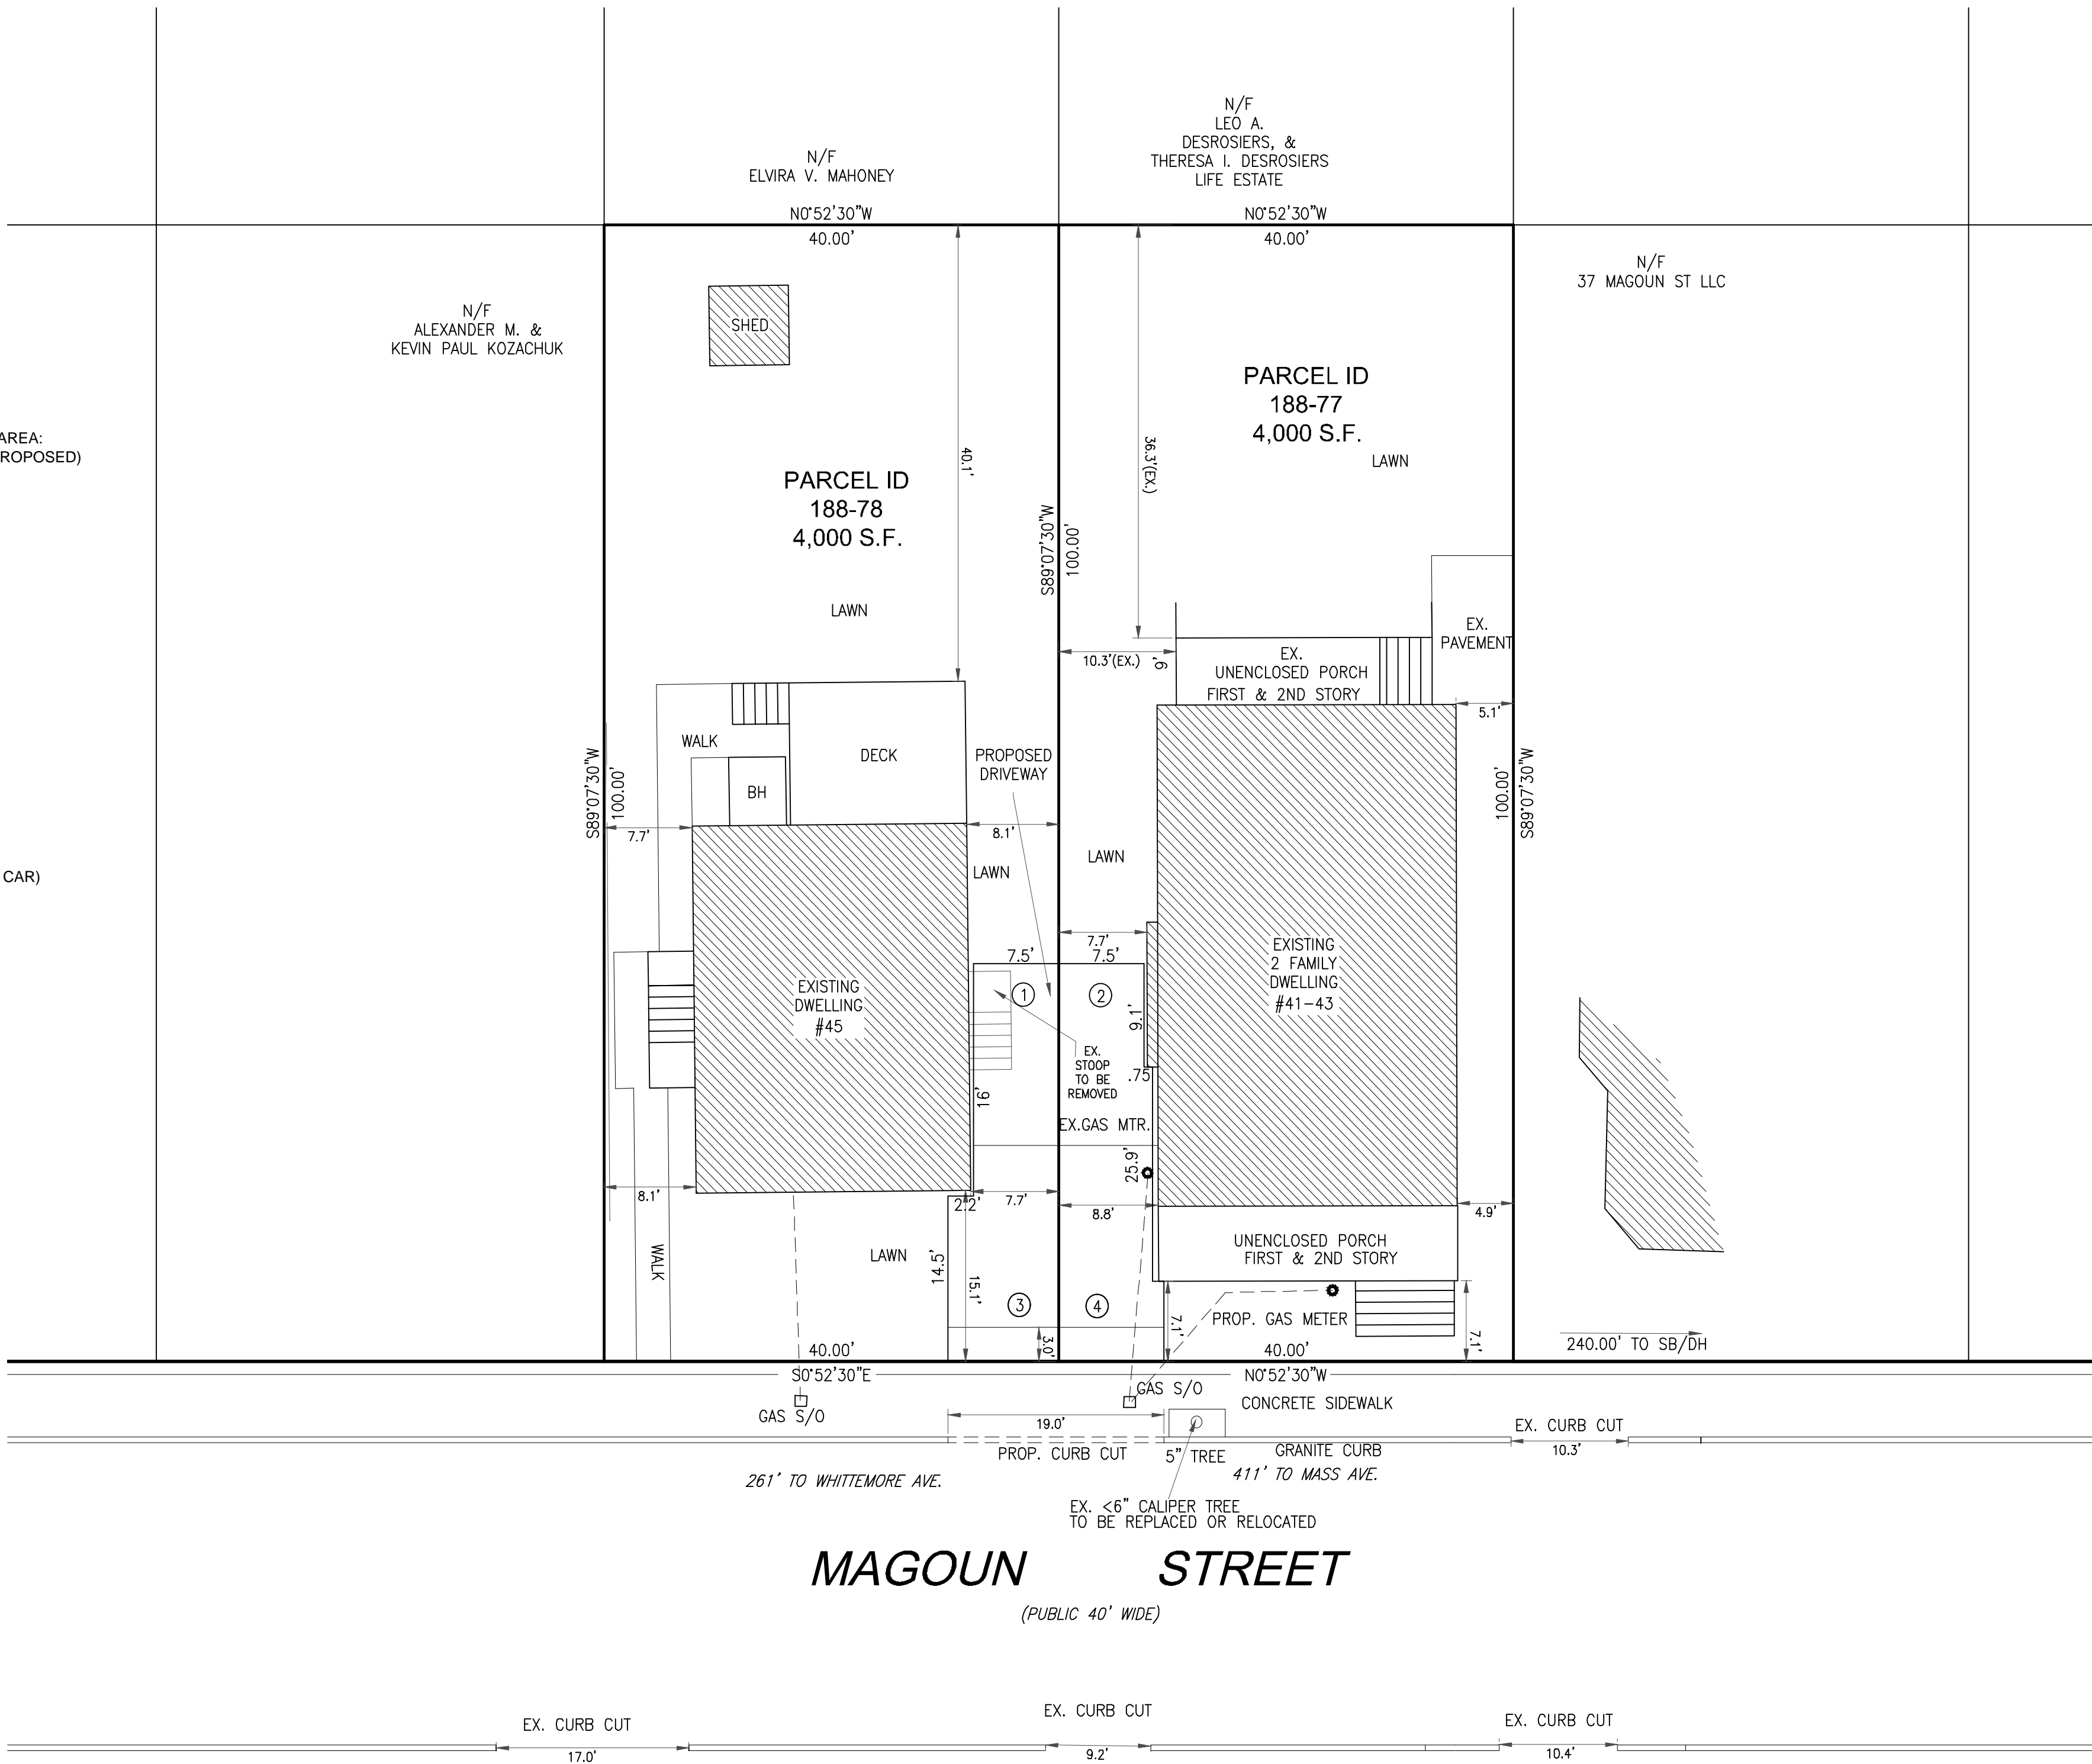 N/F
LEO A.
DESROSIERS, &
THERESA I. DESROSIERS
LIFE ESTATE
N/F
ELVIRA V. MAHONEY
N0°52'30"W
40.00'
N0°52'30"W
40.00'
N/F
37 MAGOUN ST LLC
N/F
ALEXANDER M. &
KEVIN PAUL KOZACHUK
SHED
PARCEL ID
188-77
4,000 S.F.
LAWN
AREA:
ROPOSED)
40.1'
36.3'(EX.)
PARCEL ID
188-78
4,000 S.F.
S89°07'30"W
100.00'
LAWN
EX.
PAVEMENT
10.3'(EX.)
6'
EX.
UNENCLOSED PORCH
FIRST & 2ND STORY
5.1'
WALK
DECK
PROPOSED
DRIVEWAY
BH
S89°07'30"W
100.00'
100.00'
S89°07'30"W
7.7'
8.1'
LAWN
LAWN
CAR)
7.7'
7.5'
7.5'
EXISTING
2 FAMILY
DWELLING
#41-43
EXISTING
DWELLING
#45
1
2
9.1'
EX.
STOOP
TO BE
REMOVED
.75
19'
EX.GAS MTR.
25.9'
8.1'
2.2'
7.7'
8.8'
4.9'
WALK
LAWN
14.5'
15.1'
UNENCLOSED PORCH
FIRST & 2ND STORY
3
4
7.1'
PROP. GAS METER
7.1'
3.0'
240.00' TO SB/DH
40.00'
40.00'
S0°52'30"E
N0°52'30"W
GAS S/O
GAS S/O
CONCRETE SIDEWALK
19.0'
EX. CURB CUT
10.3'
PROP. CURB CUT
5" TREE
GRANITE CURB
261' TO WHITTEMORE AVE.
411' TO MASS AVE.
EX. <6" CALIPER TREE
TO BE REPLACED OR RELOCATED
MAGOUN STREET
(PUBLIC 40' WIDE)
EX. CURB CUT
17.0'
EX. CURB CUT
9.2'
EX. CURB CUT
10.4'